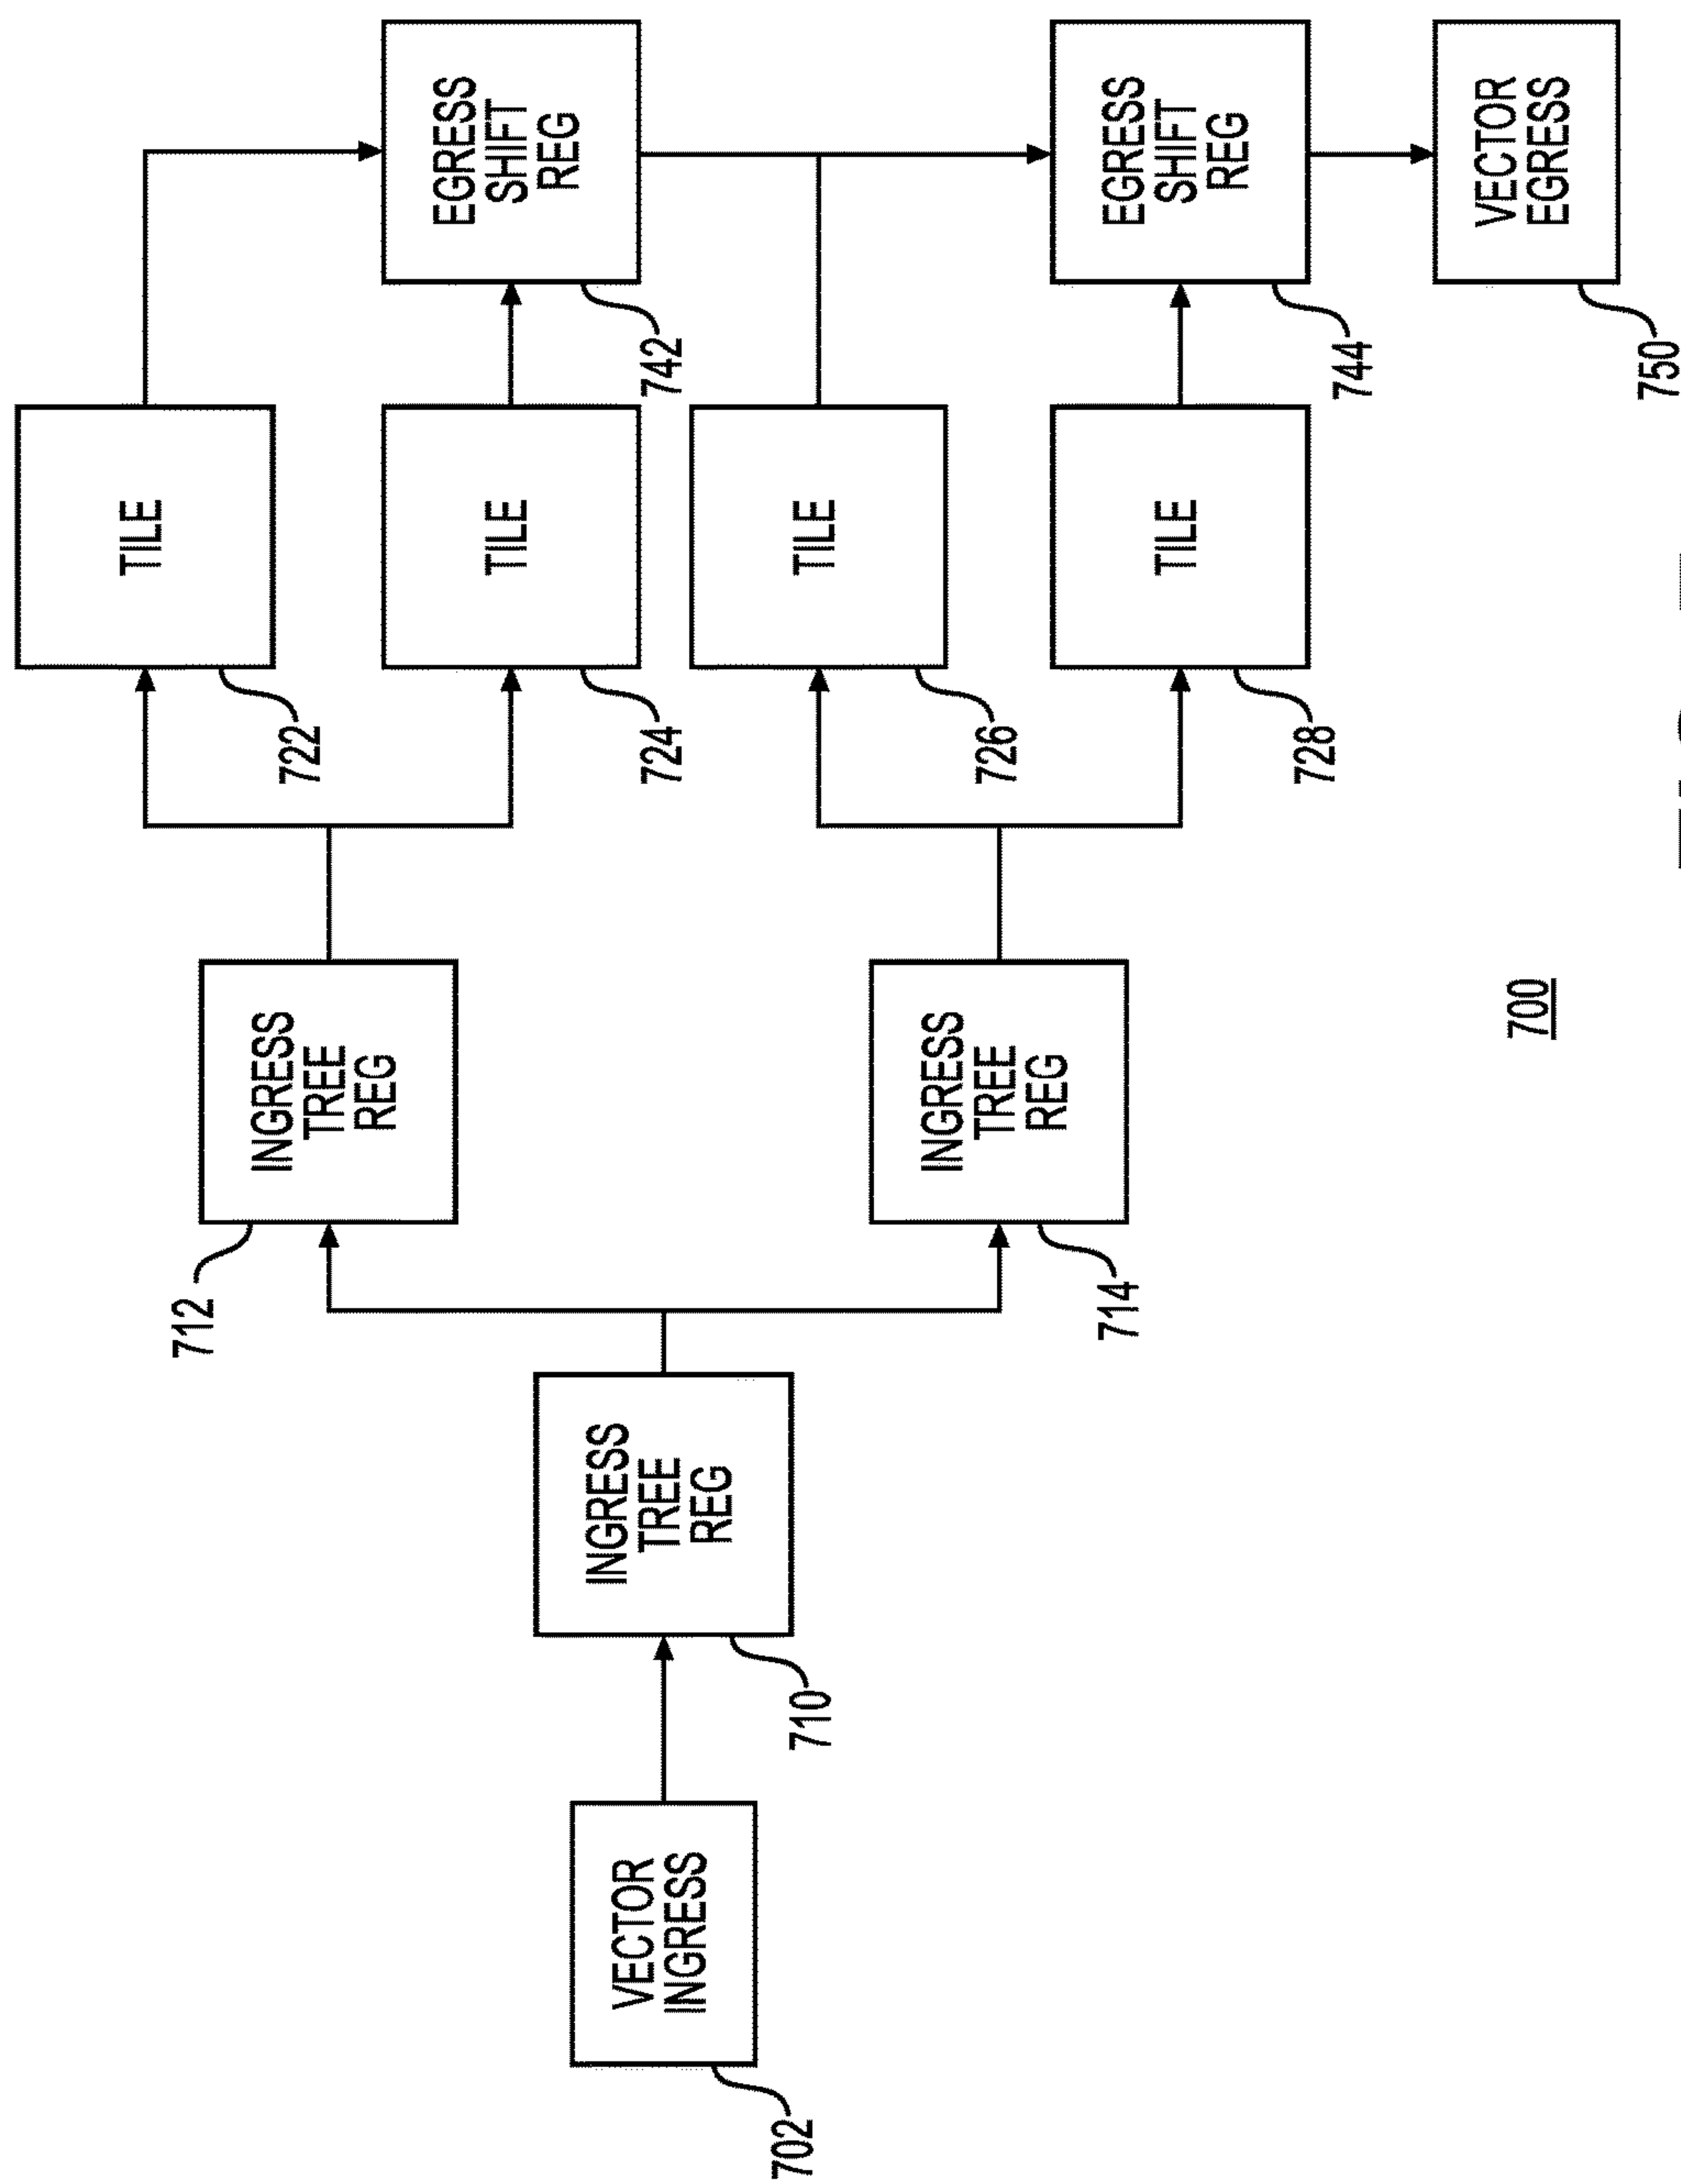 VECTOR
INGRESS
702
INGRESS
TREE
REG
710
INGRESS
TREE
REG
712
INGRESS
TREE
REG
714
TILE
722
TILE
724
TILE
726
TILE
728
EGRESS
SHIFT
REG
742
EGRESS
SHIFT
REG
744
VECTOR
EGRESS
750
700